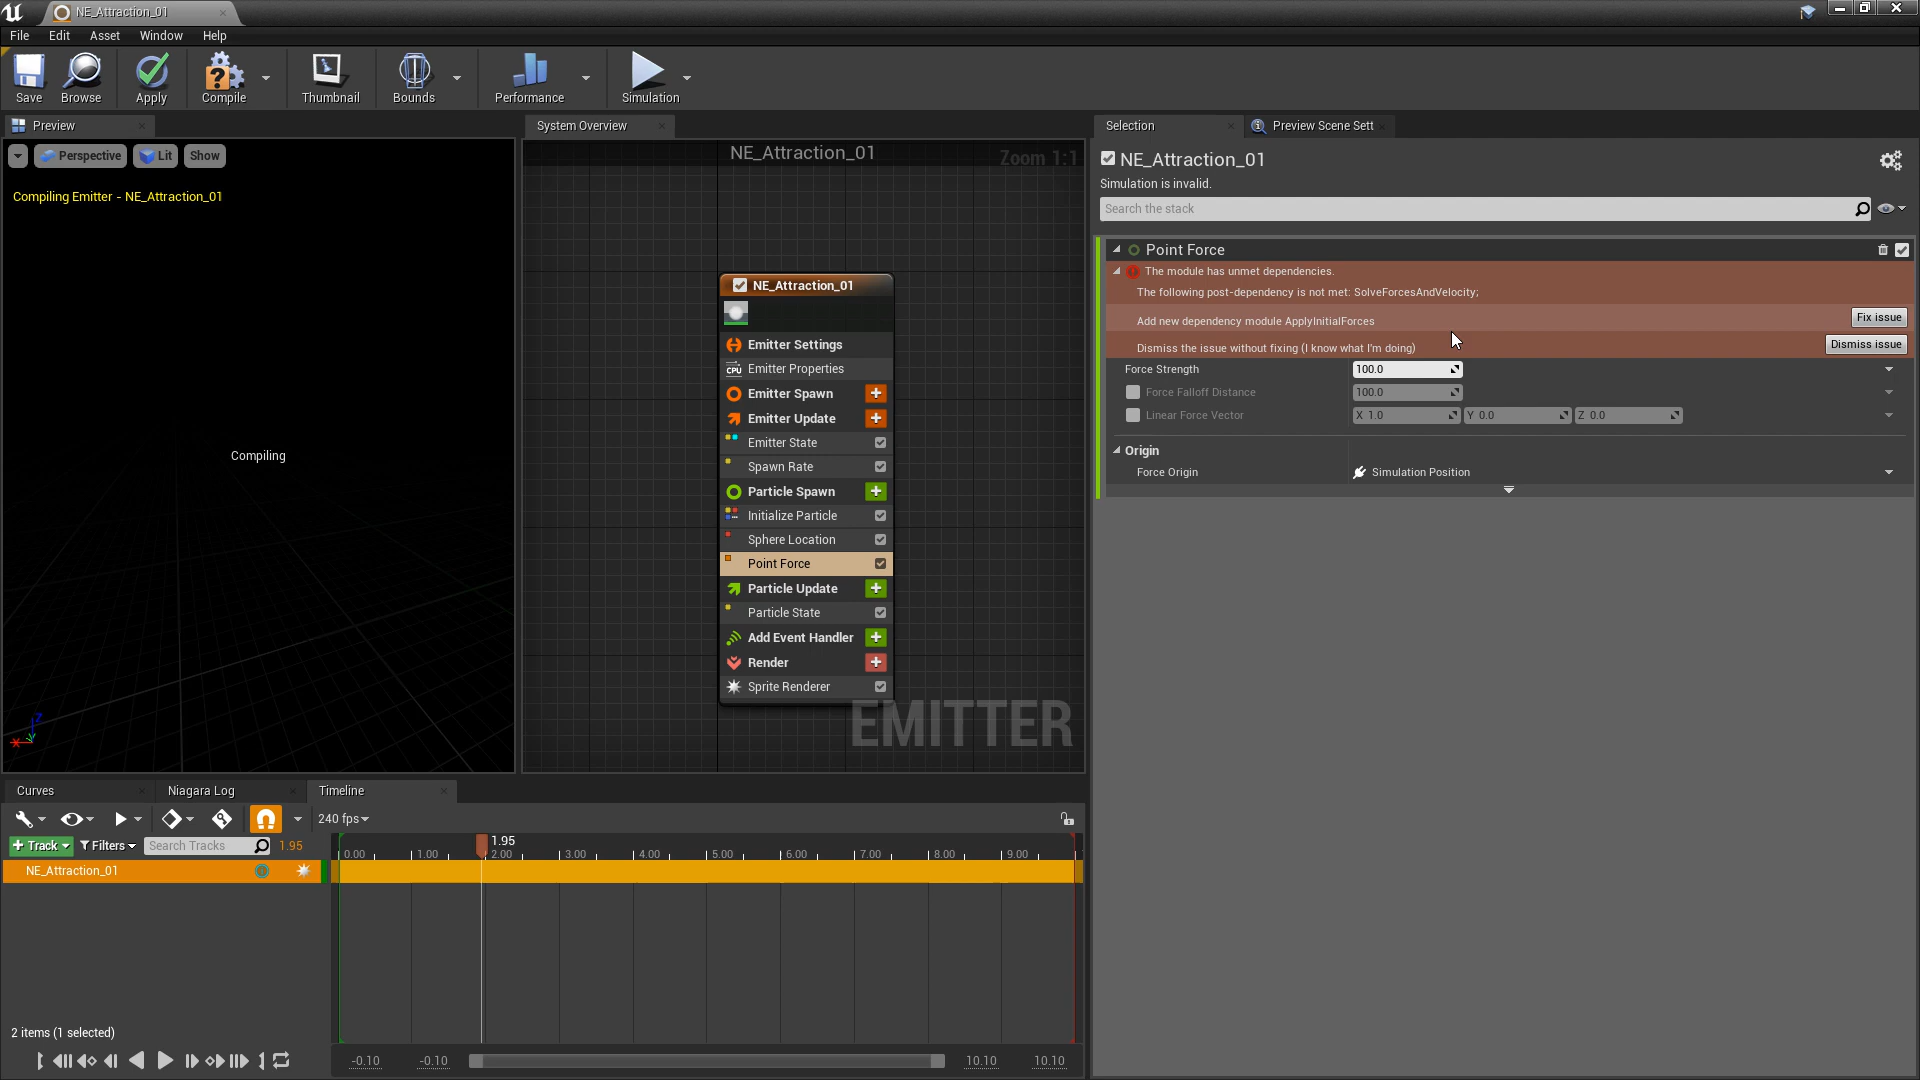 NE_Attraction_01
File Edit Asset Window Help
Save Browse Apply Compile Thumbnail Bounds Performance Simulation
Preview
Perspective Lit Show
Compiling Emitter - NE_Attraction_01
Compiling
Z
System Overview
NE_Attraction_01
Zoom 1:1
NE_Attraction_01
Emitter Settings
CPU Emitter Properties
Emitter Spawn
Emitter Update
Emitter State
Spawn Rate
Particle Spawn
Initialize Particle
Sphere Location
Point Force
Particle Update
Particle State
Add Event Handler
Render
Sprite Renderer
EMITTER
Selection
Preview Scene Sett
NE_Attraction_01
Simulation is invalid.
Search the stack
Point Force
The module has unmet dependencies.
The following post-dependency is not met: SolveForcesAndVelocity;
Add new dependency module ApplyInitialForces Fix issue
Dismiss the issue without fixing (I know what I'm doing) Dismiss issue
Force Strength 100.0
Force Falloff Distance 100.0
Linear Force Vector X 1.0 Y 0.0 Z 0.0
Origin
Force Origin Simulation Position
Curves Niagara Log Timeline
240 fps
+ Track Filters Search Tracks 1.95
1.95
0.00 1.00 2.00 3.00 4.00 5.00 6.00 7.00 8.00 9.00
NE_Attraction_01
2 items (1 selected)
-0.10 -0.10 10.10 10.10